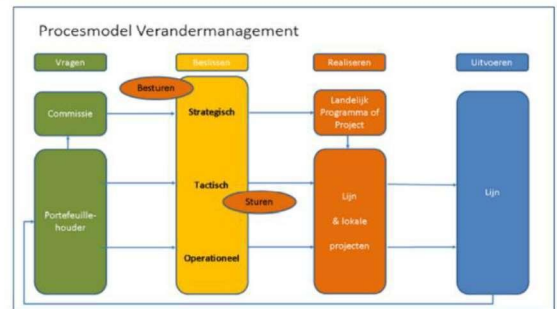 Procesmodel Verandermanagement
Vragen
Beslissen
Realiseren
Uitvoeren
Besturen
Commissie
Strategisch
Landelijk
Programma of
Project
Portefeuille-
houder
Tactisch
Sturen
Operationeel
Lijn
& lokale
projecten
Lijn